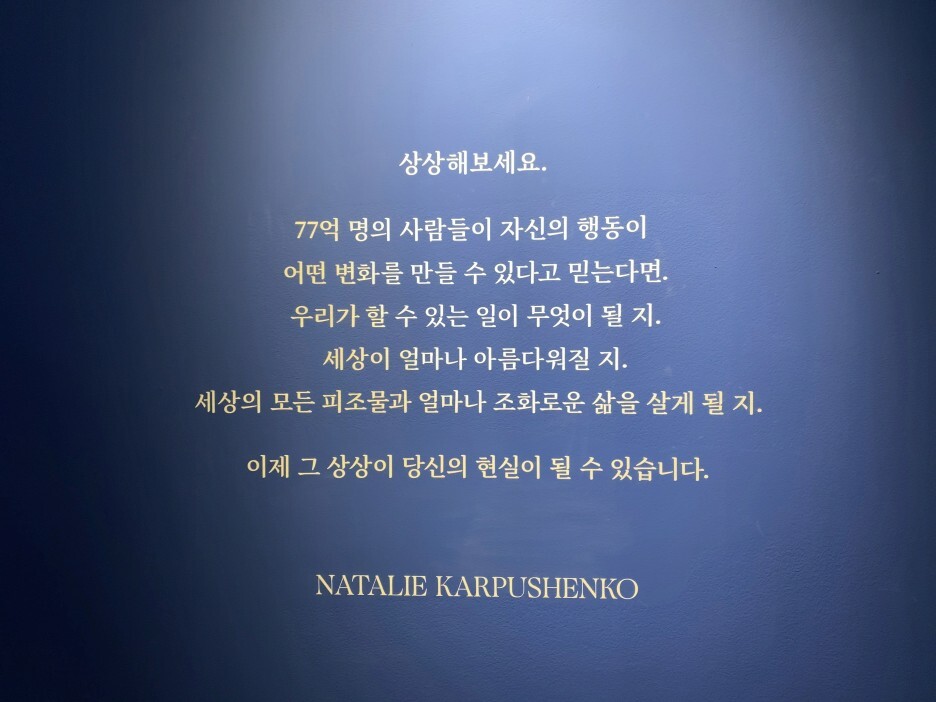 상상해보세요.
77억 명의 사람들이 자신의 행동이
어떤 변화를 만들 수 있다고 믿는다면.
우리가 할 수 있는 일이 무엇이 될 지.
세상이 얼마나 아름다워질 지.
세상의 모든 피조물과 얼마나 조화로운 삶을 살게 될 지.
이제 그 상상이 당신의 현실이 될 수 있습니다.
NATALIE KARPUSHENKO